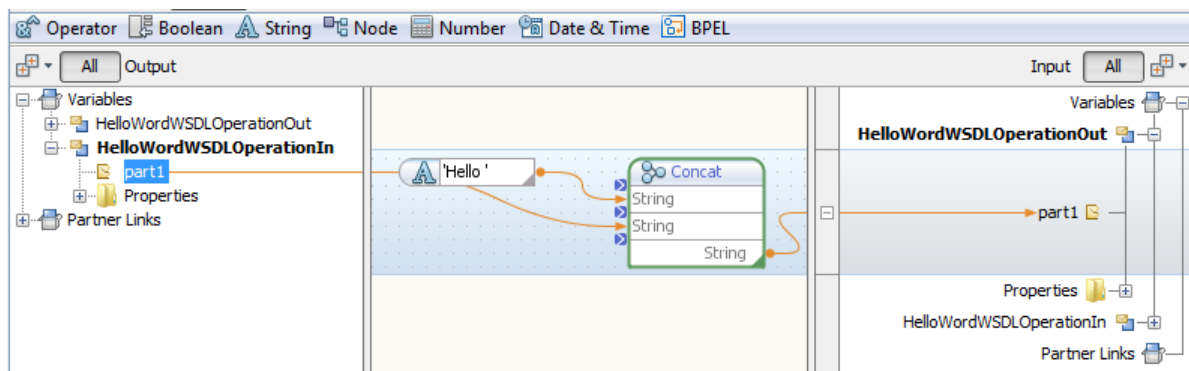 Operator Boolean String Node Number Date & Time BPEL
All Output Input All
Variables
HelloWordWSDLOperationOut
HelloWordWSDLOperationIn
part1
Properties
Partner Links
'Hello '
Concat
String
String
String
Variables
HelloWordWSDLOperationOut
part1
Properties
HelloWordWSDLOperationIn
Partner Links